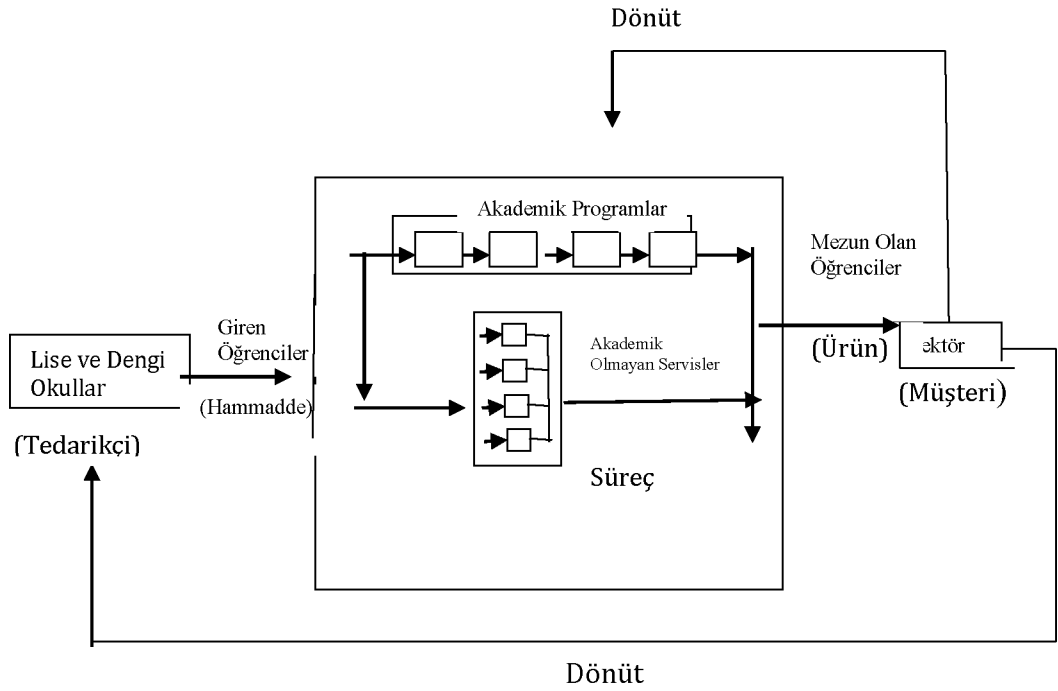 Dönüt
Akademik Programlar
Mezun Olan
Öğrenciler
Giren
Öğrenciler
(Hammadde)
Lise ve Dengi
Okullar
(Tedarikçi)
Akademik
Olmayan Servisler
(Ürün)
ektör
(Müşteri)
Süreç
Dönüt